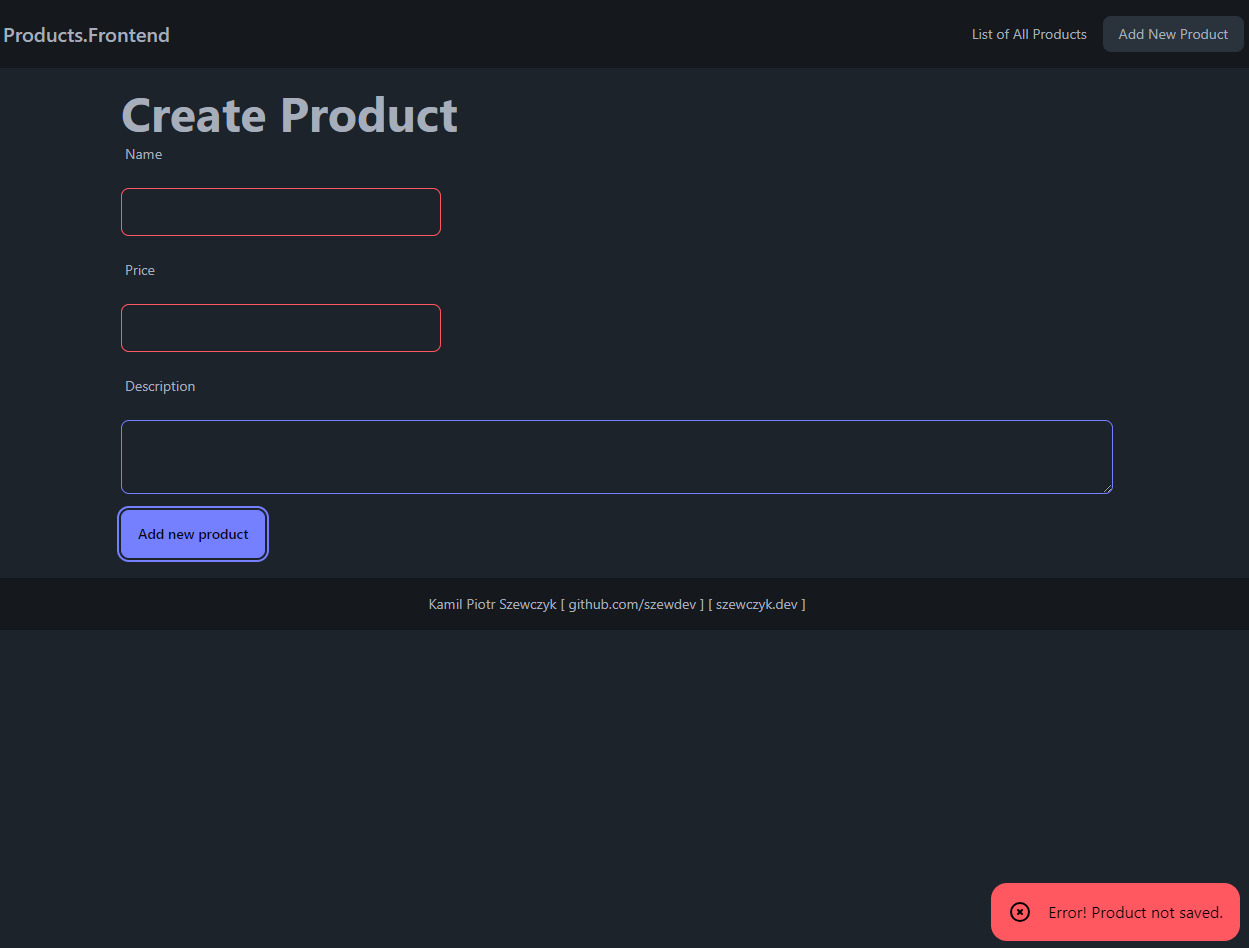 Products.Frontend
List of All Products
Add New Product
Create Product
Name
Price
Description
Add new product
Kamil Piotr Szewczyk [ github.com/szewdev ] [ szewczyk.dev ]
Error! Product not saved.